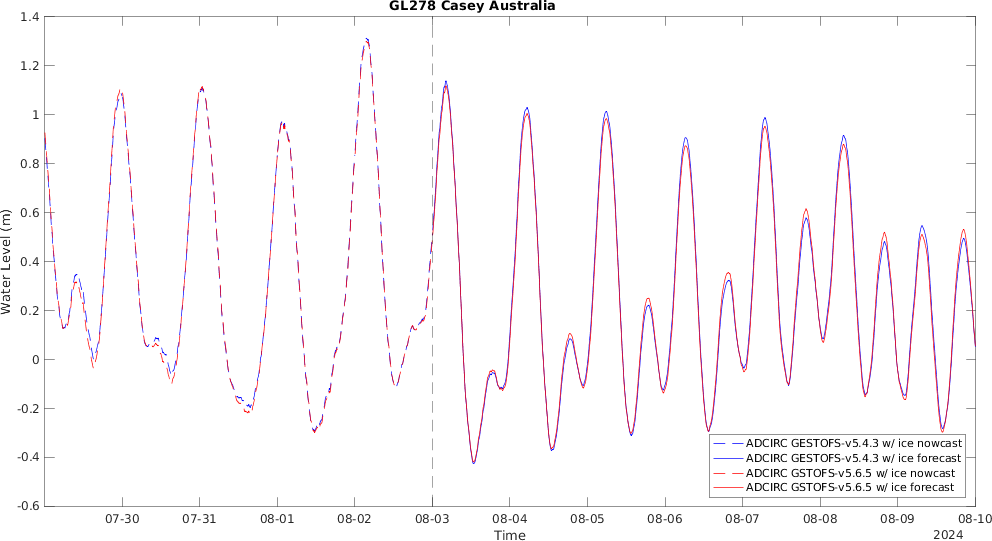 GL278 Casey Australia
1.4
1.2
1
0.8
0.6
0.4
0.2
0
-0.2
-0.4
-0.6
Water Level (m)
ADCIRC GESTOFS-v5.4.3 w/ ice nowcast
ADCIRC GESTOFS-v5.4.3 w/ ice forecast
ADCIRC GSTOFS-v5.6.5 w/ ice nowcast
ADCIRC GSTOFS-v5.6.5 w/ ice forecast
07-30 07-31 08-01 08-02 08-03 08-04 08-05 08-06 08-07 08-08 08-09 08-10
Time
2024